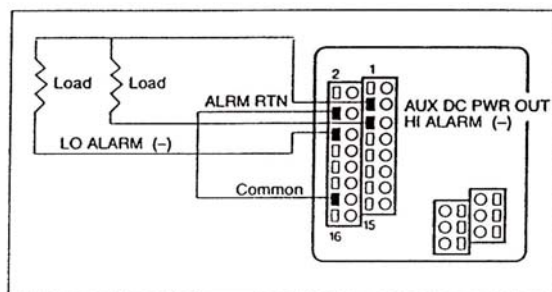 2 1
Load Load
ALRM RTN AUX DC PWR OUT
HI ALARM (–)
LO ALARM (–)
Common
16 15